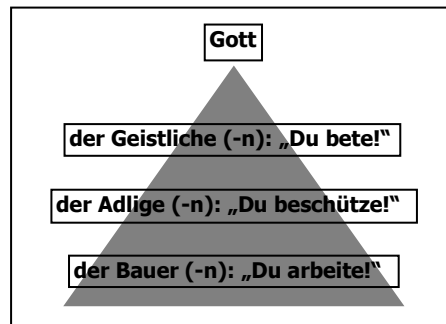 Gott
der Geistliche (-n): „Du bete!“
der Adlige (-n): „Du beschütze!“
der Bauer (-n): „Du arbeite!“